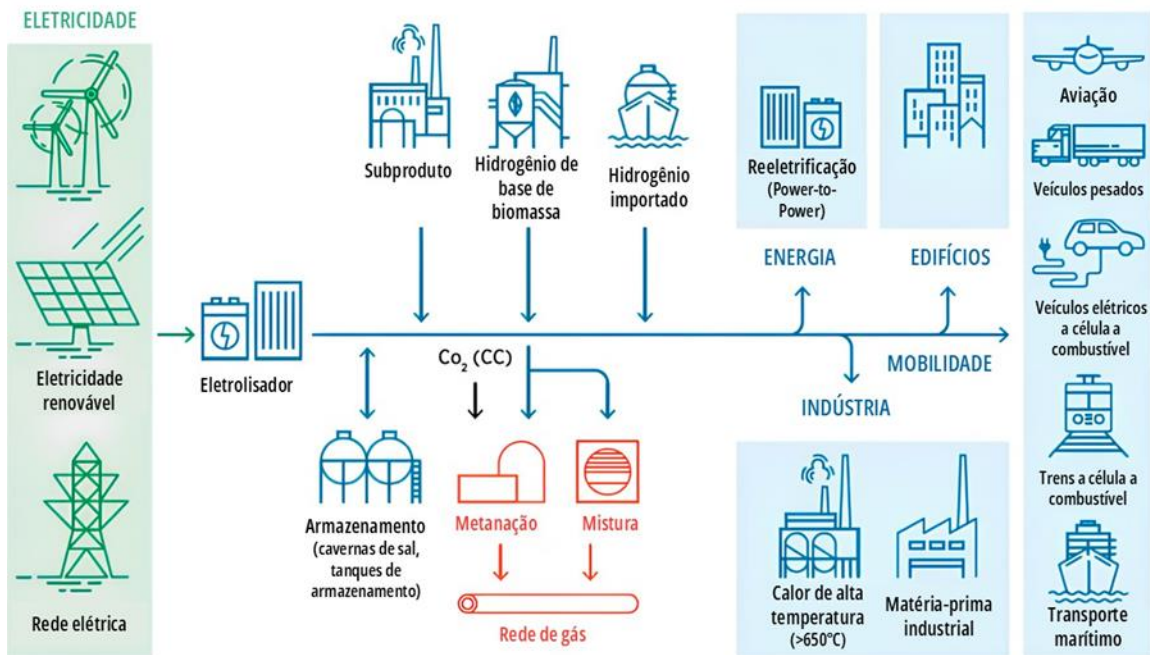 ELETRICIDADE
Eletricidade
renovável
Rede elétrica
Eletrolisador
Subproduto
Hidrogênio de
base de
biomassa
Hidrogênio
importado
Armazenamento
(cavernas de sal,
tanques de
armazenamento)
Co₂ (CC)
Metanação
Mistura
Rede de gás
Reeletrificação
(Power-to-
Power)
ENERGIA
EDIFÍCIOS
MOBILIDADE
INDÚSTRIA
Calor de alta
temperatura
(>650°C)
Matéria-prima
industrial
Aviação
Veículos pesados
Veículos elétricos
a célula a
combustível
Trens a célula a
combustível
Transporte
marítimo